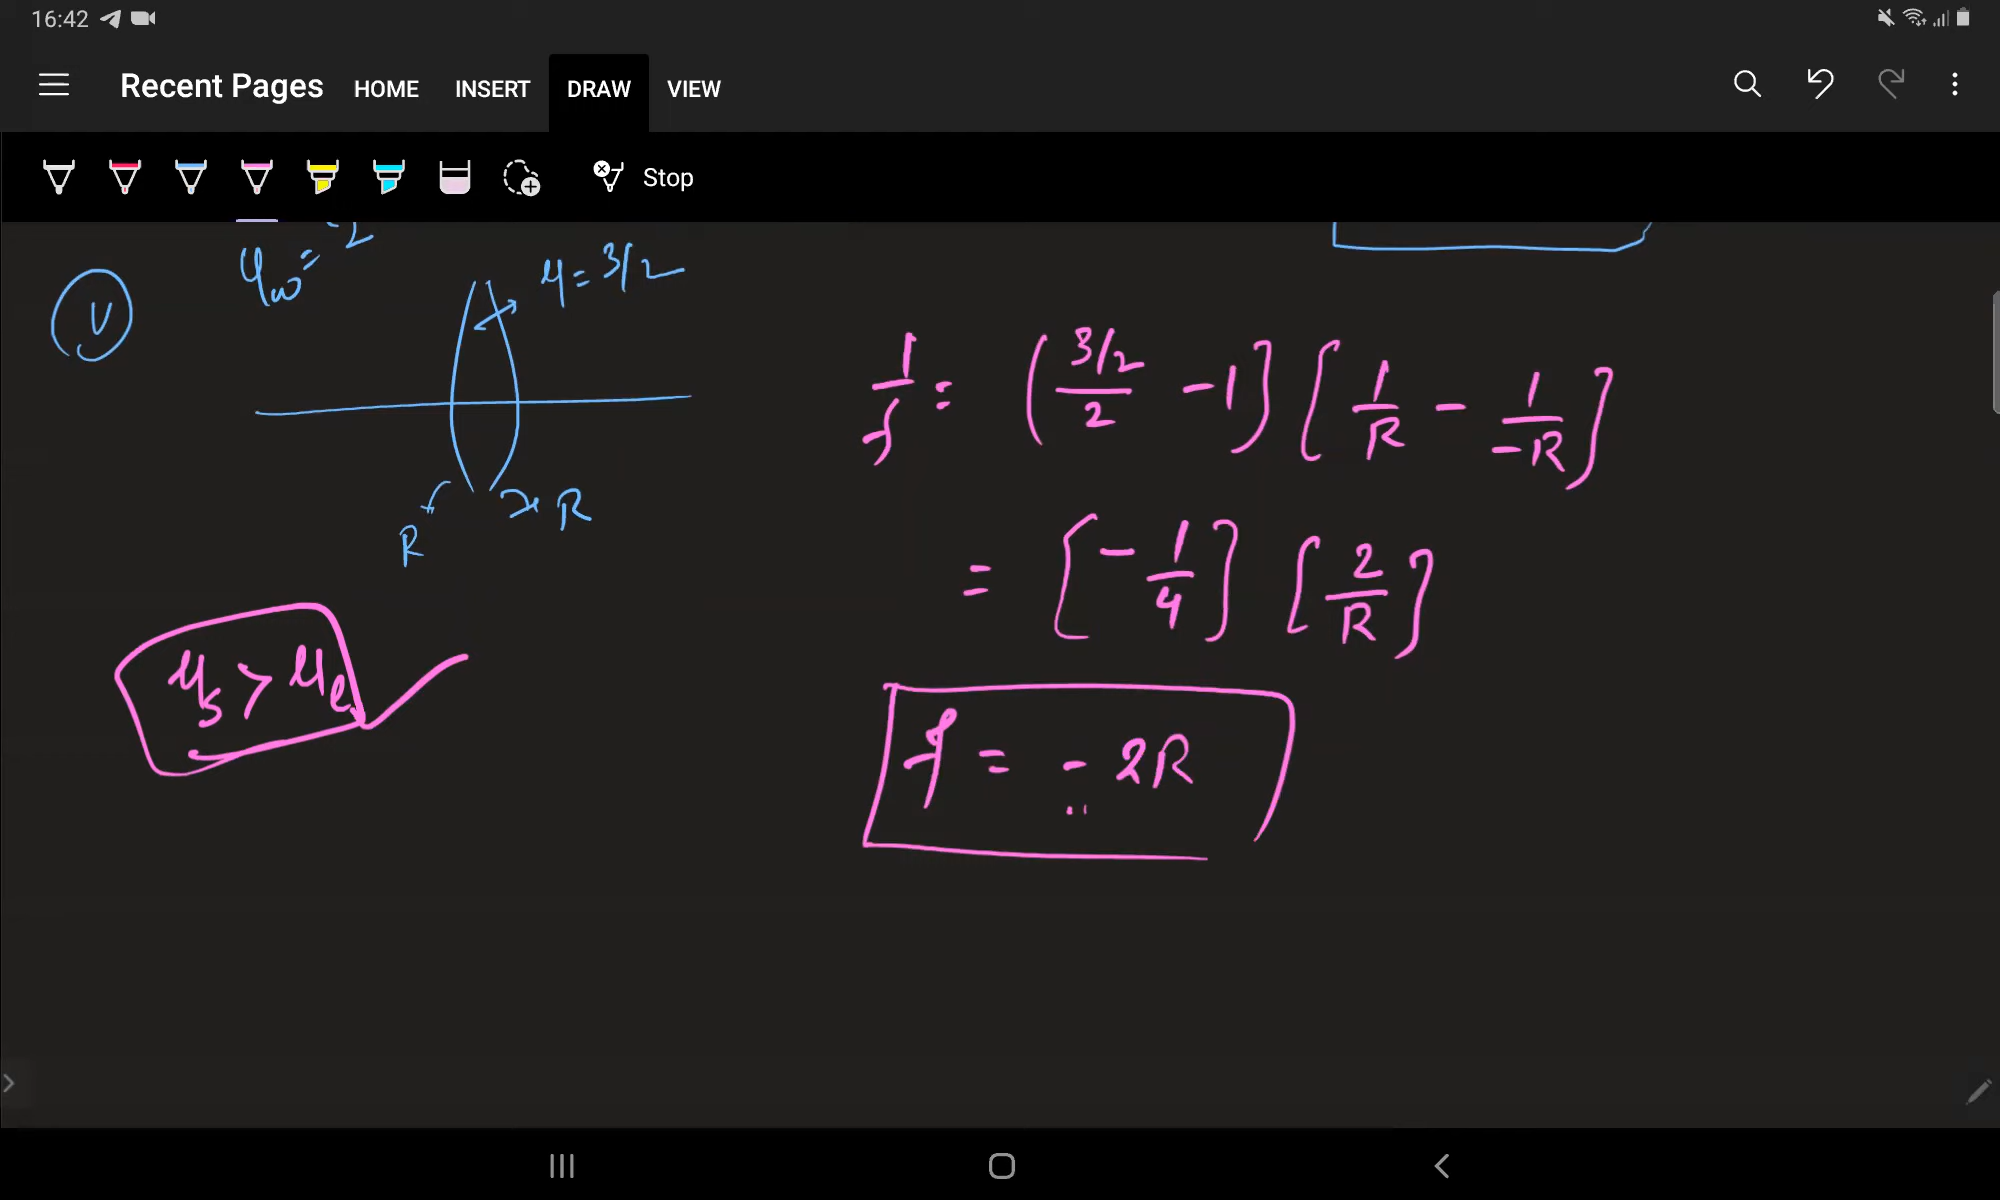 16:42
Recent Pages HOME INSERT DRAW VIEW
Stop
V
μw = 2
μ = 3/2
R
R
1/f = (3/2/2 - 1] [1/R - 1/-R]
= [-1/4] [2/R]
μs > μl
f = - 2R